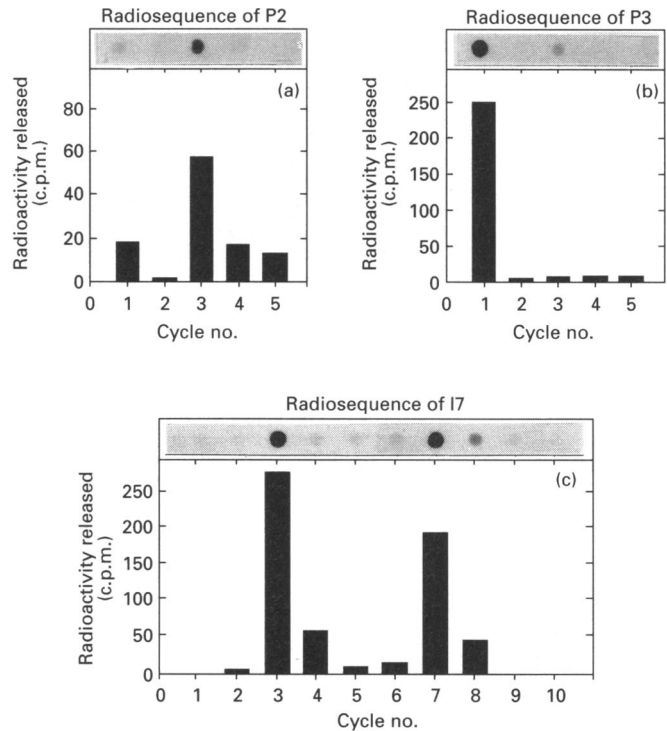 Radiosequence of P2
(a)
Radioactivity released
(c.p.m.)
80
60
40
20
0
0 1 2 3 4 5
Cycle no.
Radiosequence of P3
(b)
Radioactivity released
(c.p.m.)
250
200
150
100
50
0
0 1 2 3 4 5
Cycle no.
Radiosequence of I7
(c)
Radioactivity released
(c.p.m.)
250
200
150
100
50
0
0 1 2 3 4 5 6 7 8 9 10
Cycle no.